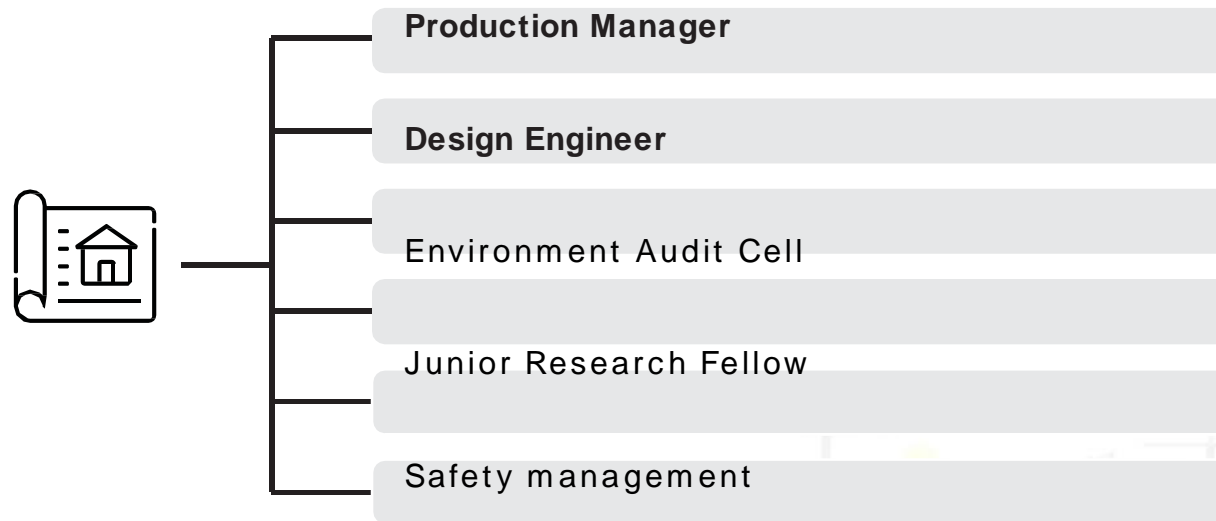 Production Manager
Design Engineer
Environment Audit Cell
Junior Research Fellow
Safety management